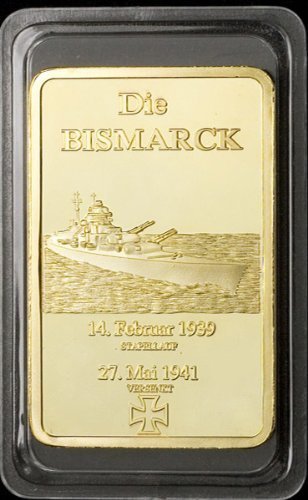 Die
BISMARCK
14. Februar 1939
STAPELLAUF
27. Mai 1941
VERSENKT